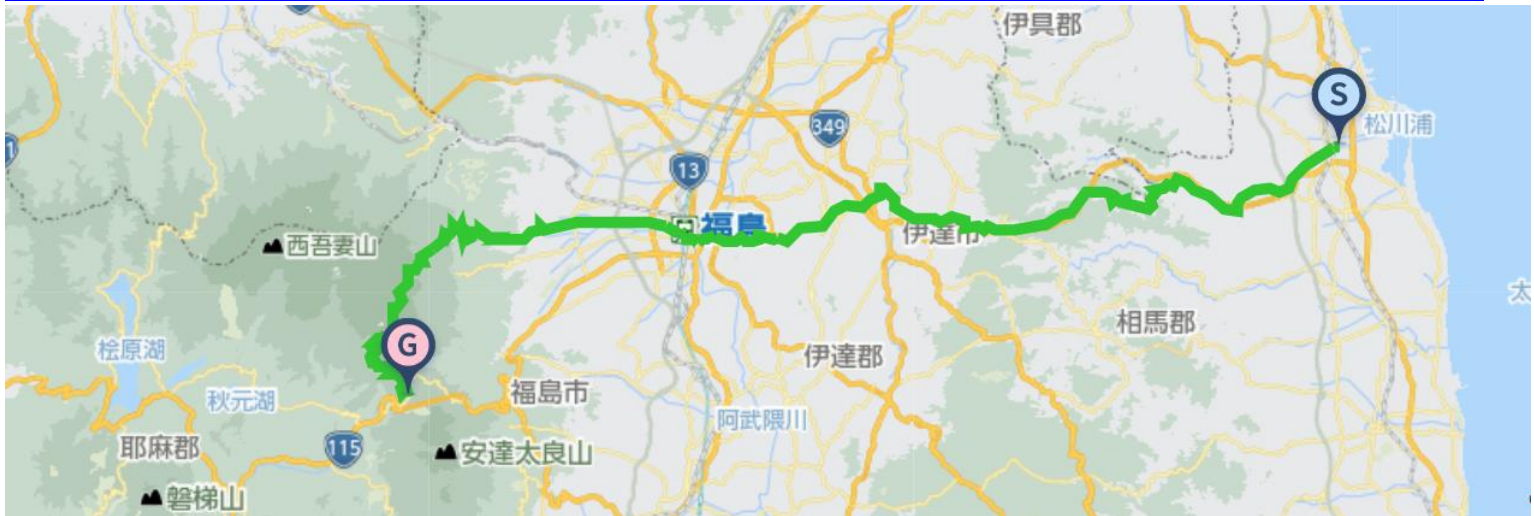 伊具郡
S
松川浦
349
1
13
福島
伊達市
西吾妻山
太
相馬郡
G
桧原湖
伊達郡
秋元湖
福島市
阿武隈川
耶麻郡
115
安達太良山
磐梯山